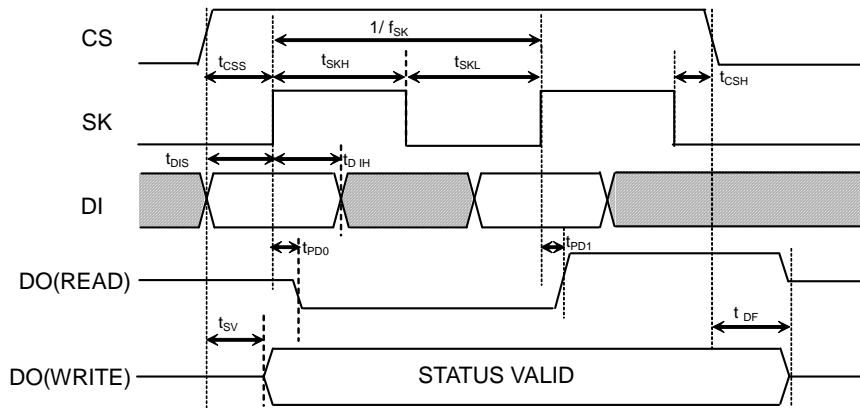 CS
1/ fSK
tCSS
tSKH
tSKL
tCSH
SK
tDIS
tD IH
DI
tPD0
tPD1
DO(READ)
tSV
t DF
DO(WRITE)
STATUS VALID